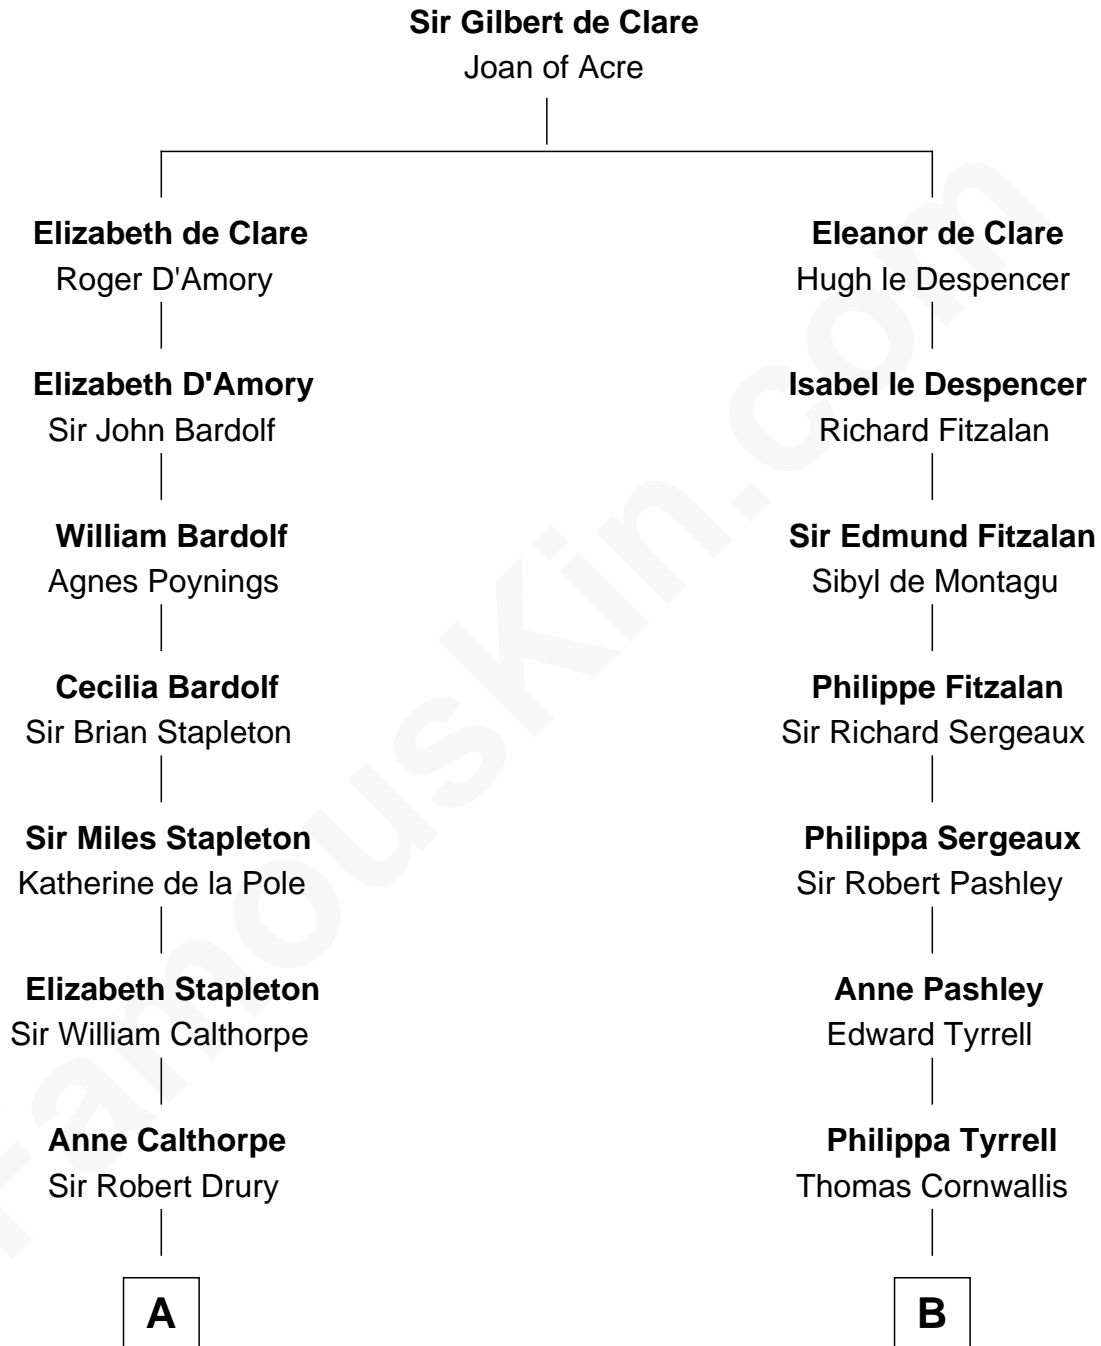 Sir Gilbert de Clare
Joan of Acre
Elizabeth de Clare
Roger D'Amory
Eleanor de Clare
Hugh le Despencer
Elizabeth D'Amory
Sir John Bardolf
Isabel le Despencer
Richard Fitzalan
William Bardolf
Agnes Poynings
Sir Edmund Fitzalan
Sibyl de Montagu
Cecilia Bardolf
Sir Brian Stapleton
Philippe Fitzalan
Sir Richard Sergeaux
Sir Miles Stapleton
Katherine de la Pole
Philippa Sergeaux
Sir Robert Pashley
Elizabeth Stapleton
Sir William Calthorpe
Anne Pashley
Edward Tyrrell
Anne Calthorpe
Sir Robert Drury
Philippa Tyrrell
Thomas Cornwallis
A
B
FamousKin.com